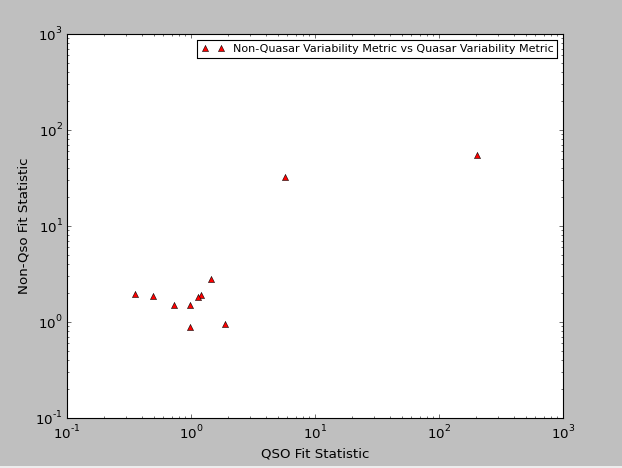 Non-Quasar Variability Metric vs Quasar Variability Metric
10³
10²
10¹
10⁰
10⁻¹
Non-Qso Fit Statistic
10⁻¹ 10⁰ 10¹ 10² 10³
QSO Fit Statistic